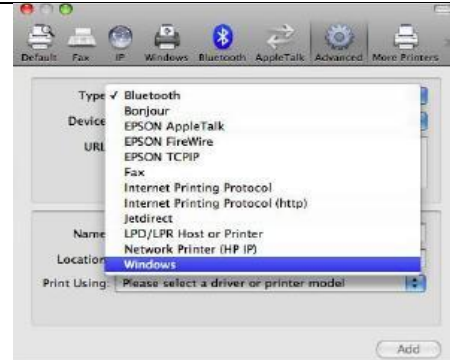 Default Fax IP Windows Bluetooth AppleTalk Advanced More Printers
Type ✓ Bluetooth
Bonjour
Device EPSON AppleTalk
EPSON FireWire
URL EPSON TCPIP
Fax
Internet Printing Protocol
Internet Printing Protocol (http)
Jetdirect
Name LPD/LPR Host or Printer
Network Printer (HP IP)
Location Windows
Print Using: Please select a driver or printer model
Add